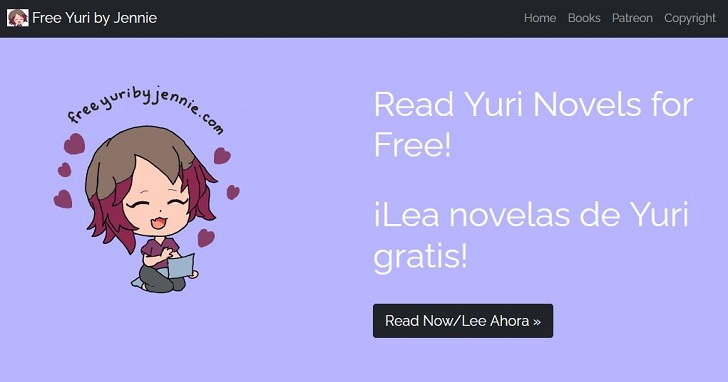 Free Yuri by Jennie
Home Books Patreon Copyright
freeyuribyjennie.com
Read Yuri Novels for
Free!
¡Lea novelas de Yuri
gratis!
Read Now/Lee Ahora »